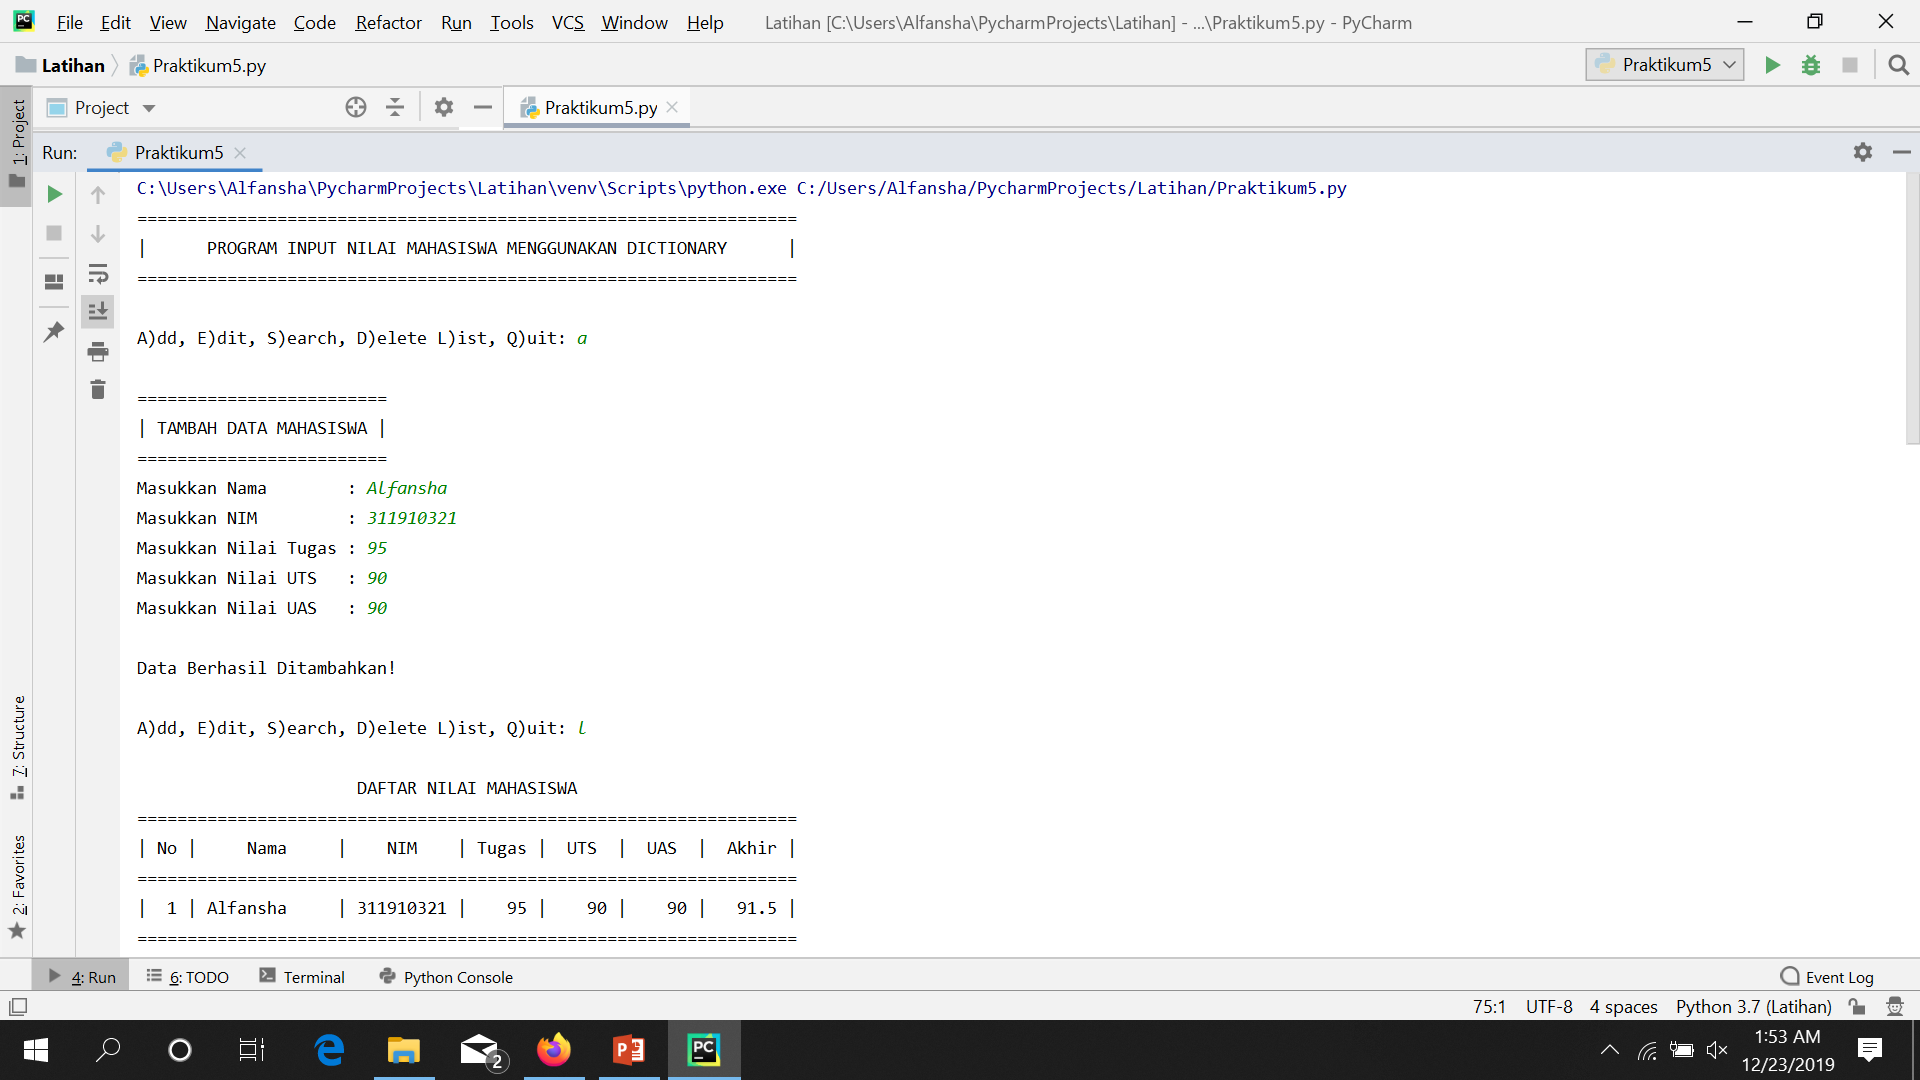 File Edit View Navigate Code Refactor Run Tools VCS Window Help Latihan [C:\Users\Alfansha\PycharmProjects\Latihan] - ...\Praktikum5.py - PyCharm
Latihan Praktikum5.py Praktikum5
1: Project Project Praktikum5.py
Run: Praktikum5
C:\Users\Alfansha\PycharmProjects\Latihan\venv\Scripts\python.exe C:/Users/Alfansha/PycharmProjects/Latihan/Praktikum5.py
==================================================================
|      PROGRAM INPUT NILAI MAHASISWA MENGGUNAKAN DICTIONARY      |
==================================================================
A)dd, E)dit, S)earch, D)elete L)ist, Q)uit: a
=========================
| TAMBAH DATA MAHASISWA |
=========================
Masukkan Nama        : Alfansha
Masukkan NIM         : 311910321
Masukkan Nilai Tugas : 95
Masukkan Nilai UTS   : 90
Masukkan Nilai UAS   : 90
Data Berhasil Ditambahkan!
A)dd, E)dit, S)earch, D)elete L)ist, Q)uit: l
DAFTAR NILAI MAHASISWA
==================================================================
| No |     Nama     |    NIM    | Tugas |  UTS  |  UAS  |  Akhir |
==================================================================
|  1 | Alfansha     | 311910321 |    95 |    90 |    90 |   91.5 |
==================================================================
7: Structure
2: Favorites
4: Run 6: TODO Terminal Python Console Event Log
75:1 UTF-8 4 spaces Python 3.7 (Latihan)
2 PC 1:53 AM
12/23/2019